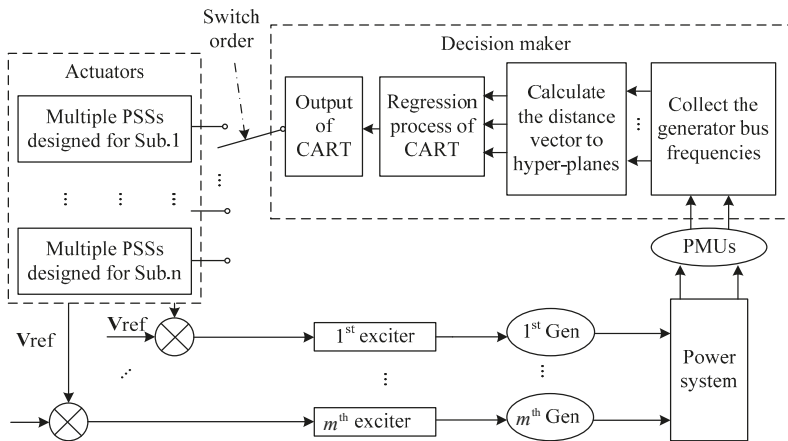 Switch
order
Decision maker
Actuators
Multiple PSSs
designed for Sub.1
Output
of
CART
Regression
process of
CART
Calculate
the distance
vector to
hyper-planes
Collect the
generator bus
frequencies
Multiple PSSs
designed for Sub.n
PMUs
Vref
Vref
1st exciter
1st Gen
Power
system
mth exciter
mth Gen